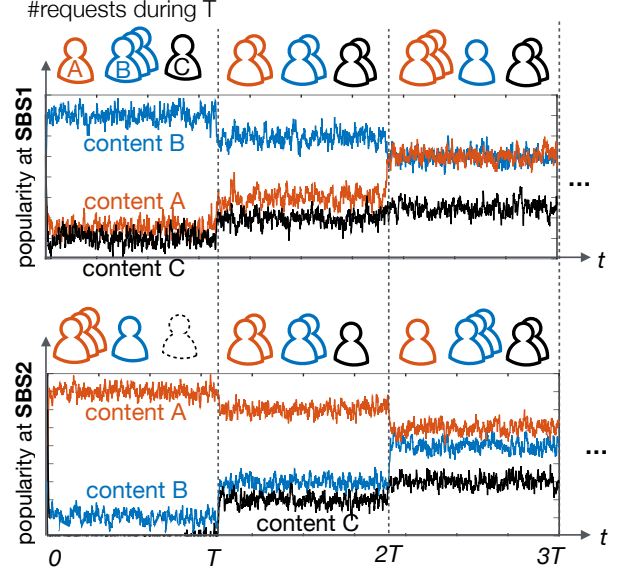 #requests during T
A
B
C
popularity at SBS1
content B
content A
content C
...
t
popularity at SBS2
content A
content B
content C
...
t
0
T
2T
3T